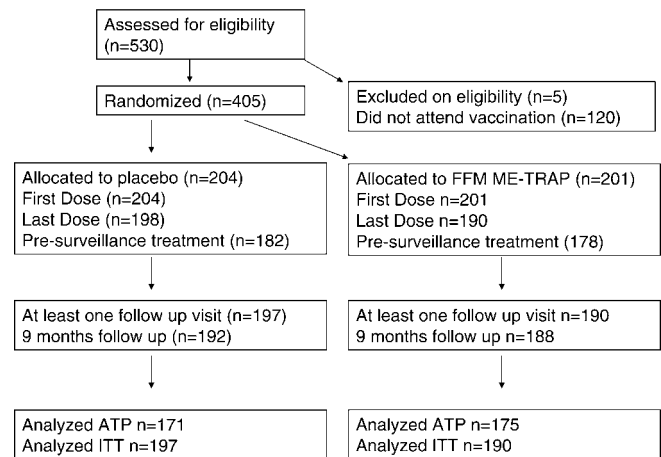 Assessed for eligibility
(n=530)
Randomized (n=405)
Excluded on eligibility (n=5)
Did not attend vaccination (n=120)
Allocated to placebo (n=204)
First Dose (n=204)
Last Dose (n=198)
Pre-surveillance treatment (n=182)
Allocated to FFM ME-TRAP (n=201)
First Dose n=201
Last Dose n=190
Pre-surveillance treatment (178)
At least one follow up visit (n=197)
9 months follow up (n=192)
At least one follow up visit n=190
9 months follow up n=188
Analyzed ATP n=171
Analyzed ITT n=197
Analyzed ATP n=175
Analyzed ITT n=190